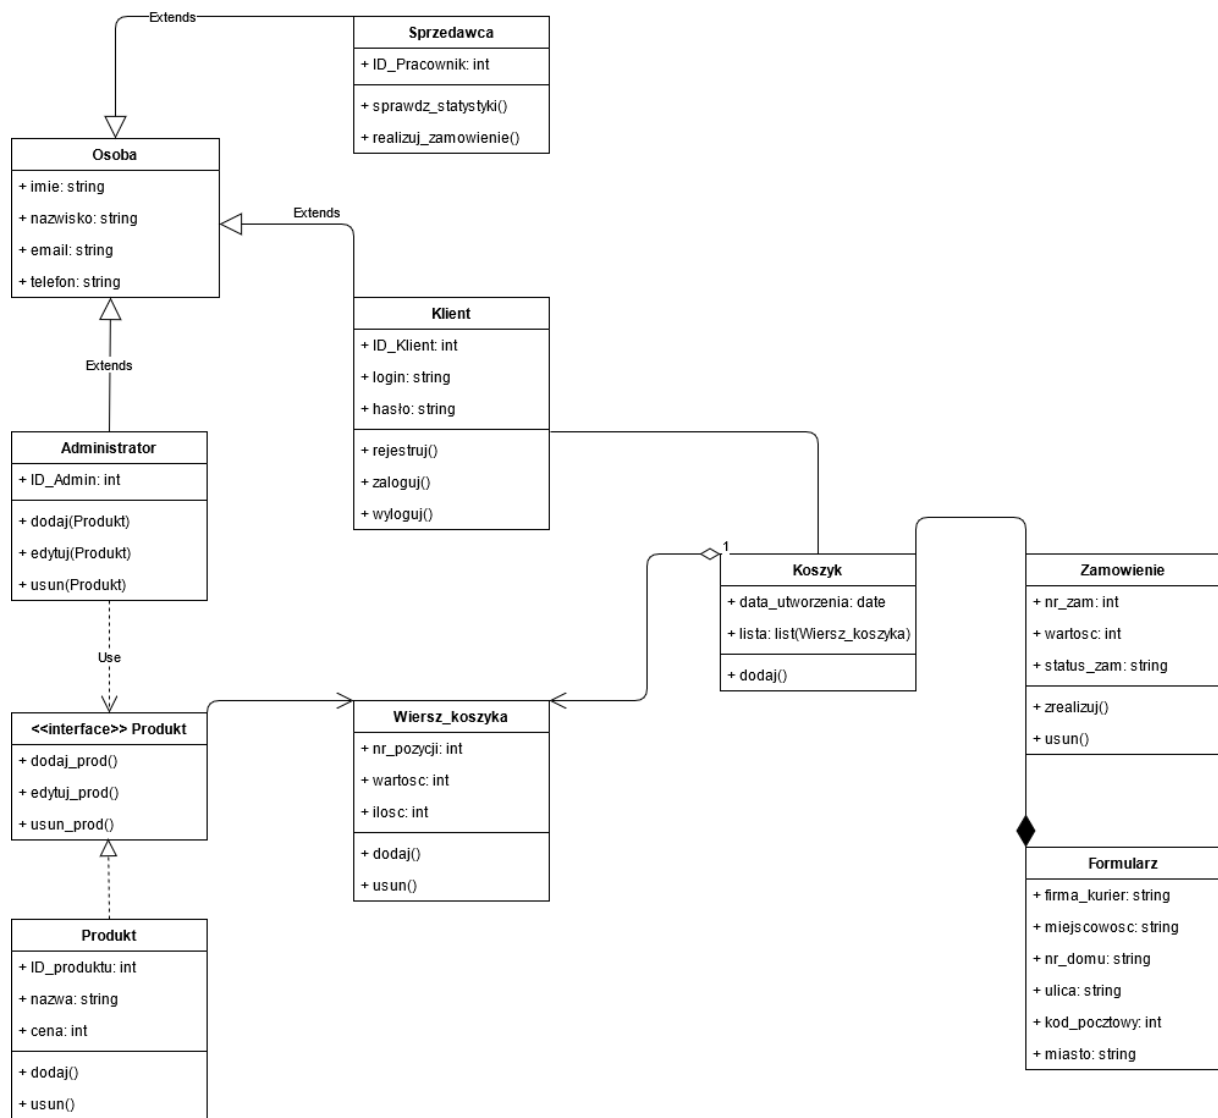 Extends
Sprzedawca
+ ID_Pracownik: int
+ sprawdz_statystyki()
+ realizuj_zamowienie()
Osoba
+ imie: string
+ nazwisko: string
+ email: string
+ telefon: string
Extends
Klient
+ ID_Klient: int
+ login: string
+ hasło: string
+ rejestruj()
+ zaloguj()
+ wyloguj()
Extends
Administrator
+ ID_Admin: int
+ dodaj(Produkt)
+ edytuj(Produkt)
+ usun(Produkt)
Use
1
Koszyk
+ data_utworzenia: date
+ lista: list(Wiersz_koszyka)
+ dodaj()
Zamowienie
+ nr_zam: int
+ wartosc: int
+ status_zam: string
+ zrealizuj()
+ usun()
<<interface>> Produkt
+ dodaj_prod()
+ edytuj_prod()
+ usun_prod()
Wiersz_koszyka
+ nr_pozycji: int
+ wartosc: int
+ ilosc: int
+ dodaj()
+ usun()
Formularz
+ firma_kurier: string
+ miejscowosc: string
+ nr_domu: string
+ ulica: string
+ kod_pocztowy: int
+ miasto: string
Produkt
+ ID_produktu: int
+ nazwa: string
+ cena: int
+ dodaj()
+ usun()